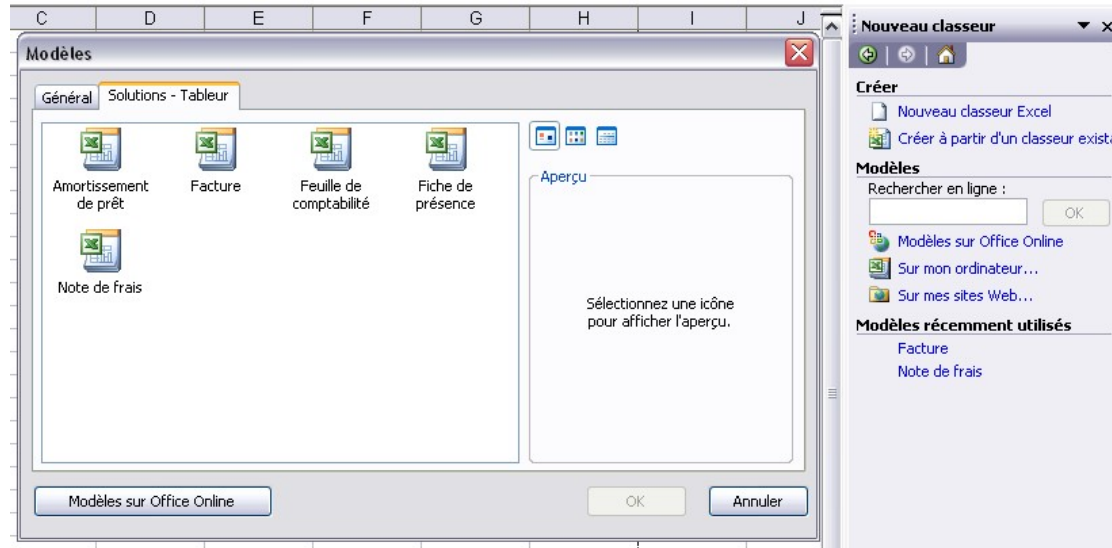 C D E F G H I J
Modèles
Général
Solutions - Tableur
Amortissement
de prêt
Facture
Feuille de
comptabilité
Fiche de
présence
Note de frais
Aperçu
Sélectionnez une icône
pour afficher l'aperçu.
Modèles sur Office Online
OK
Annuler
Nouveau classeur
Créer
Nouveau classeur Excel
Créer à partir d'un classeur exista
Modèles
Rechercher en ligne :
OK
Modèles sur Office Online
Sur mon ordinateur...
Sur mes sites Web...
Modèles récemment utilisés
Facture
Note de frais